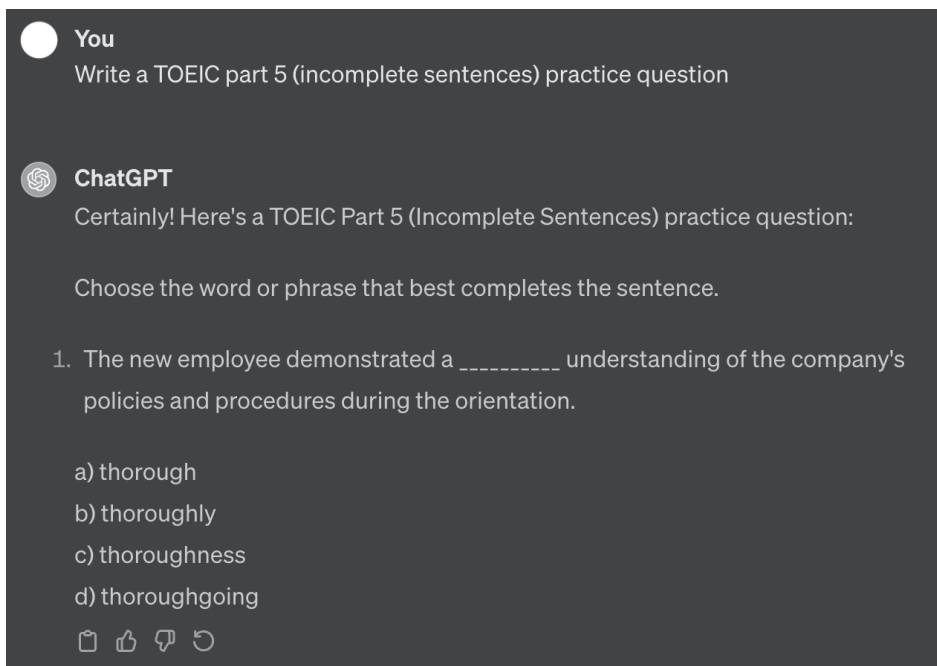 You
Write a TOEIC part 5 (incomplete sentences) practice question
ChatGPT
Certainly! Here's a TOEIC Part 5 (Incomplete Sentences) practice question:
Choose the word or phrase that best completes the sentence.
1. The new employee demonstrated a __________ understanding of the company's
policies and procedures during the orientation.
a) thorough
b) thoroughly
c) thoroughness
d) thoroughgoing